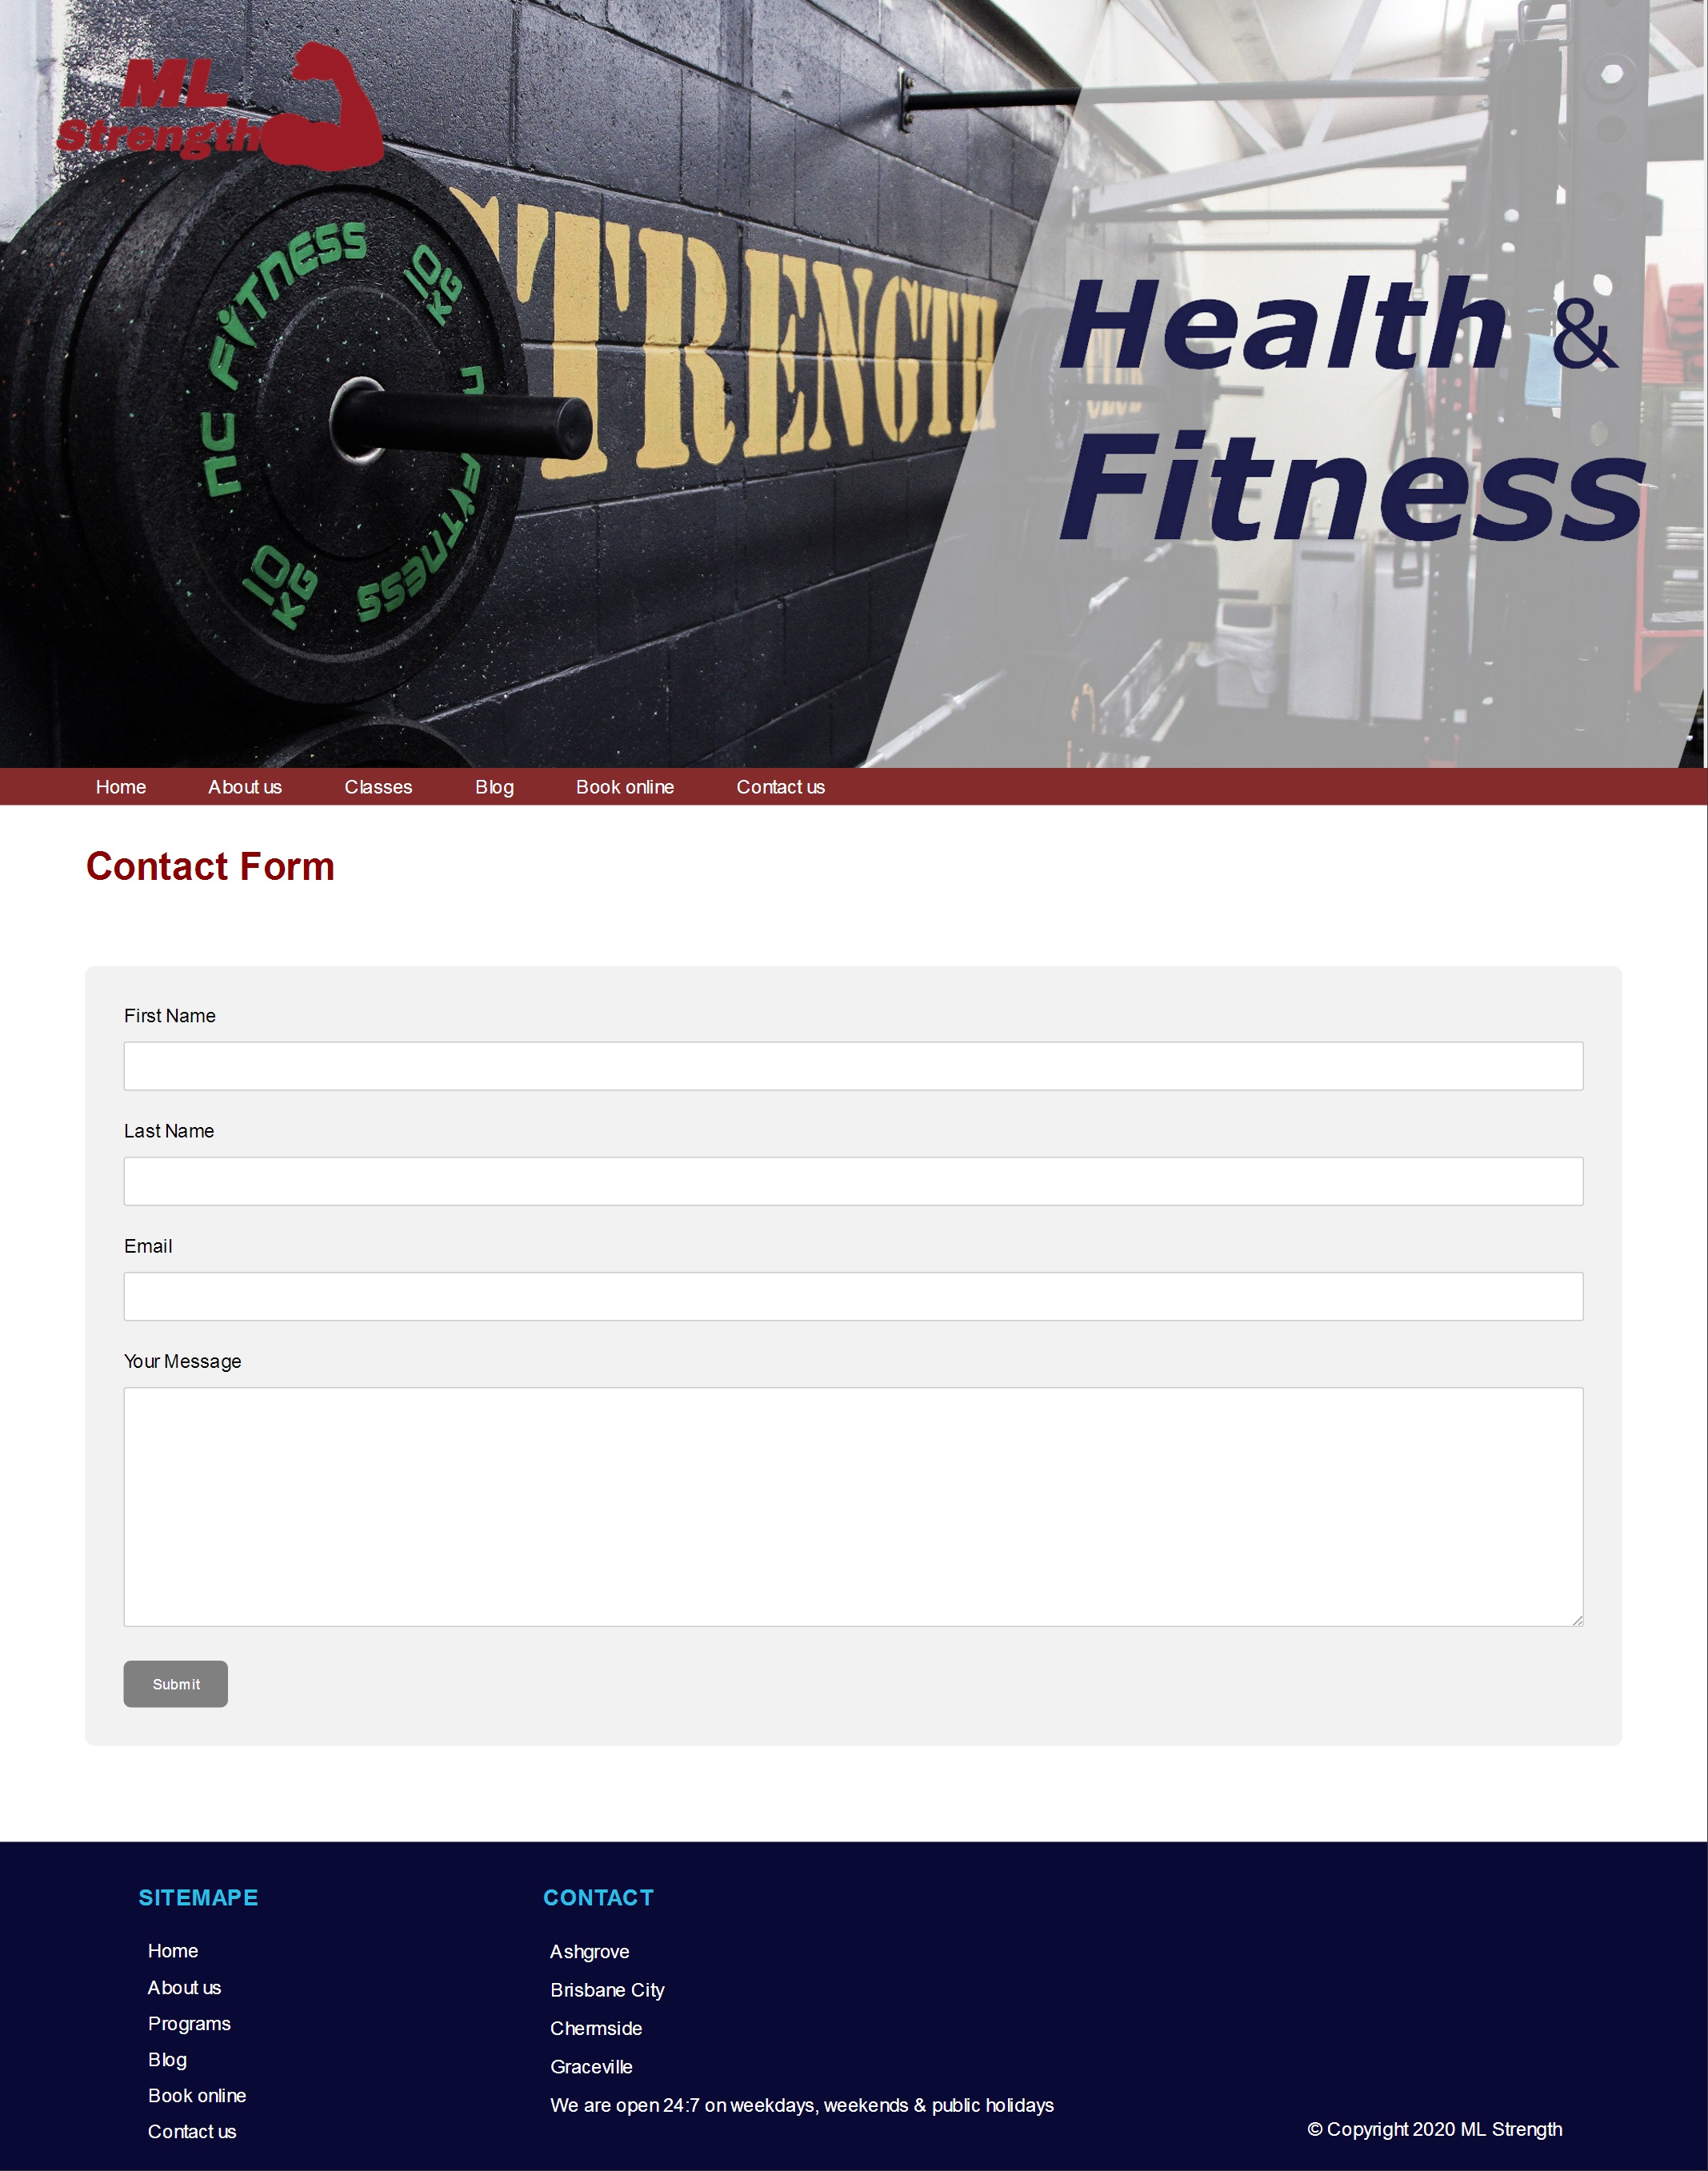 ML
Strength
NC FITNESS
10
KG
STRENGTH
Health &
Fitness
NC FITNESS
10
KG
Home About us Classes Blog Book online Contact us
Contact Form
First Name
Last Name
Email
Your Message
Submit
SITEMAPE
Home
About us
Programs
Blog
Book online
Contact us
CONTACT
Ashgrove
Brisbane City
Chermside
Graceville
We are open 24:7 on weekdays, weekends & public holidays
© Copyright 2020 ML Strength